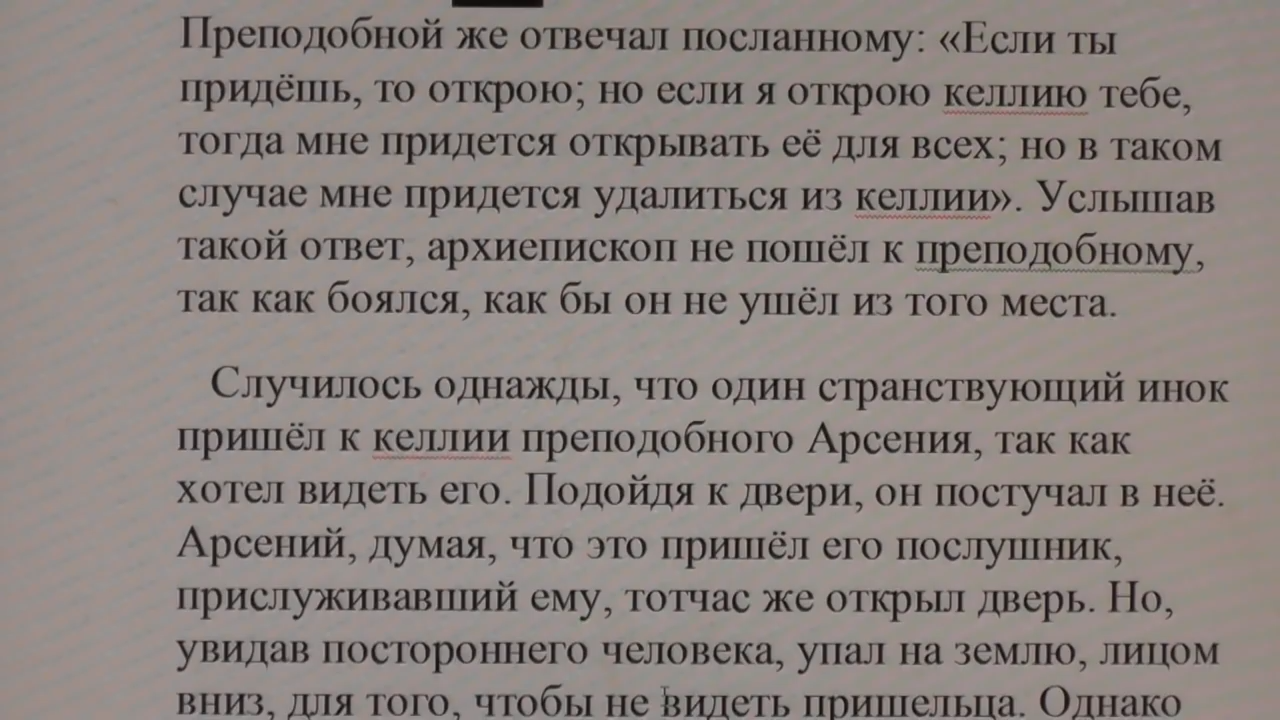 Преподобной же отвечал посланному: «Если ты
придёшь, то открою; но если я открою келлию тебе,
тогда мне придется открывать её для всех; но в таком
случае мне придется удалиться из келлии». Услышав
такой ответ, архиепископ не пошёл к преподобному,
так как боялся, как бы он не ушёл из того места.
Случилось однажды, что один странствующий инок
пришёл к келлии преподобного Арсения, так как
хотел видеть его. Подойдя к двери, он постучал в неё.
Арсений, думая, что это пришёл его послушник,
прислуживавший ему, тотчас же открыл дверь. Но,
увидав постороннего человека, упал на землю, лицом
вниз, для того, чтобы не видеть пришельца. Однако